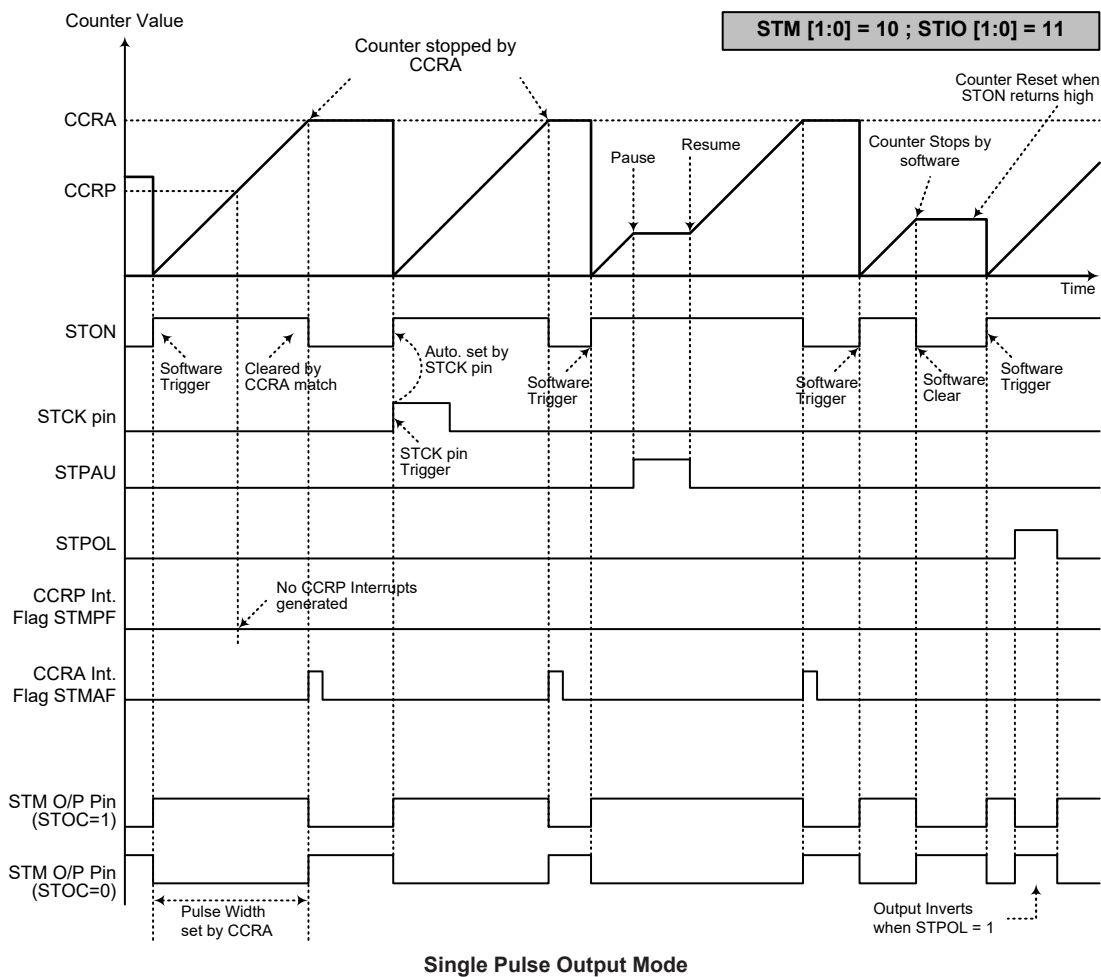 Counter Value
STM [1:0] = 10 ; STIO [1:0] = 11
Counter stopped by
CCRA
Counter Reset when
STON returns high
CCRA
Pause
Resume
Counter Stops by
software
CCRP
Time
STON
Software
Trigger
Cleared by
CCRA match
Auto. set by
STCK pin
Software
Trigger
Software
Trigger
Software
Clear
Software
Trigger
STCK pin
STCK pin
Trigger
STPAU
STPOL
CCRP Int.
Flag STMPF
No CCRP Interrupts
generated
CCRA Int.
Flag STMAF
STM O/P Pin
(STOC=1)
STM O/P Pin
(STOC=0)
Pulse Width
set by CCRA
Output Inverts
when STPOL = 1
Single Pulse Output Mode